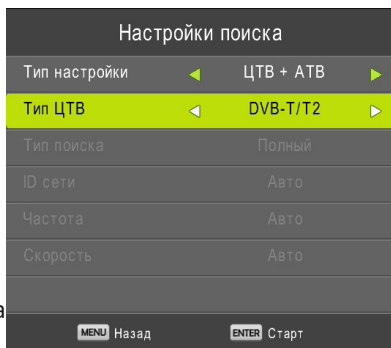 Настройки поиска
Тип настройки ЦТВ + АТВ
Тип ЦТВ DVB-T/T2
Тип поиска Полный
ID сети Авто
Частота Авто
Скорость Авто
а
MENU Назад ENTER Старт